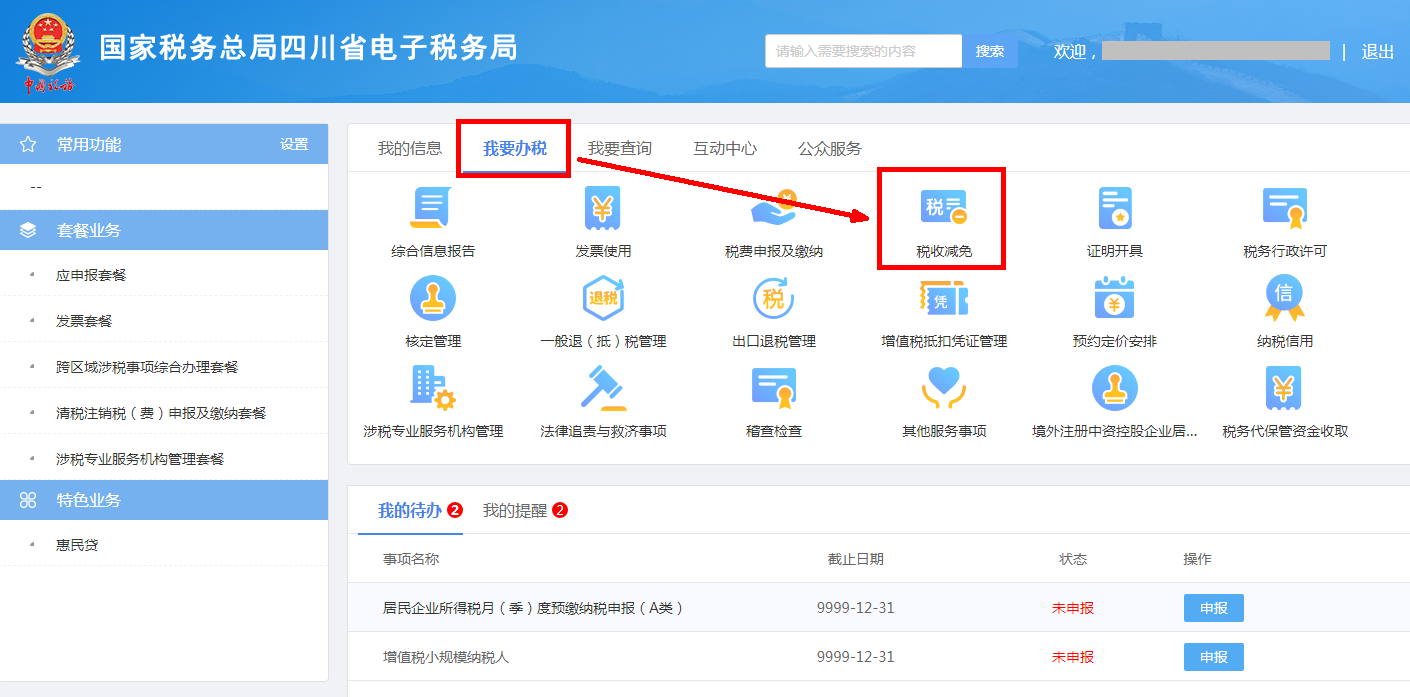 国家税务总局四川省电子税务局
中国税务
请输入需要搜索的内容 搜索 欢迎， | 退出
常用功能 设置
--
套餐业务
应申报套餐
发票套餐
跨区域涉税事项综合办理套餐
清税注销税（费）申报及缴纳套餐
涉税专业服务机构管理套餐
特色业务
惠民贷
我的信息 我要办税 我要查询 互动中心 公众服务
税
综合信息报告 发票使用 税费申报及缴纳 税收减免 证明开具 税务行政许可
退税 税 凭 信
核定管理 一般退（抵）税管理 出口退税管理 增值税抵扣凭证管理 预约定价安排 纳税信用
涉税专业服务机构管理 法律追责与救济事项 稽查检查 其他服务事项 境外注册中资控股企业居... 税务代保管资金收取
我的待办 2 我的提醒 2
事项名称 截止日期 状态 操作
居民企业所得税月（季）度预缴纳税申报（A类） 9999-12-31 未申报 申报
增值税小规模纳税人 9999-12-31 未申报 申报